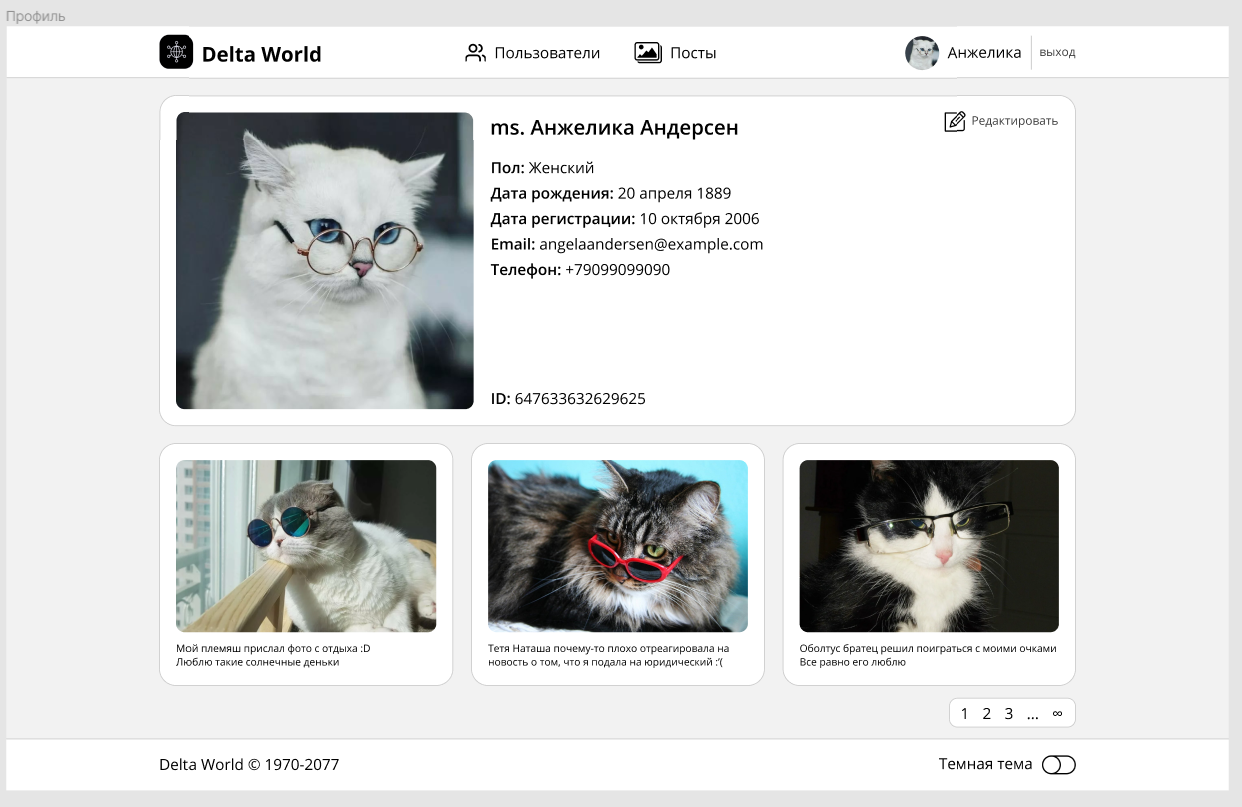 Профиль
Delta World
Пользователи
Посты
Анжелика
выход
ms. Анжелика Андерсен
Редактировать
Пол: Женский
Дата рождения: 20 апреля 1889
Дата регистрации: 10 октября 2006
Email: angelaandersen@example.com
Телефон: +79099099090
ID: 647633632629625
Мой племяш прислал фото с отдыха :D
Люблю такие солнечные деньки
Тетя Наташа почему-то плохо отреагировала на
новость о том, что я подала на юридический :‘(
Оболтус братец решил поиграться с моими очками
Все равно его люблю
1 2 3 ... ∞
Delta World © 1970-2077
Темная тема